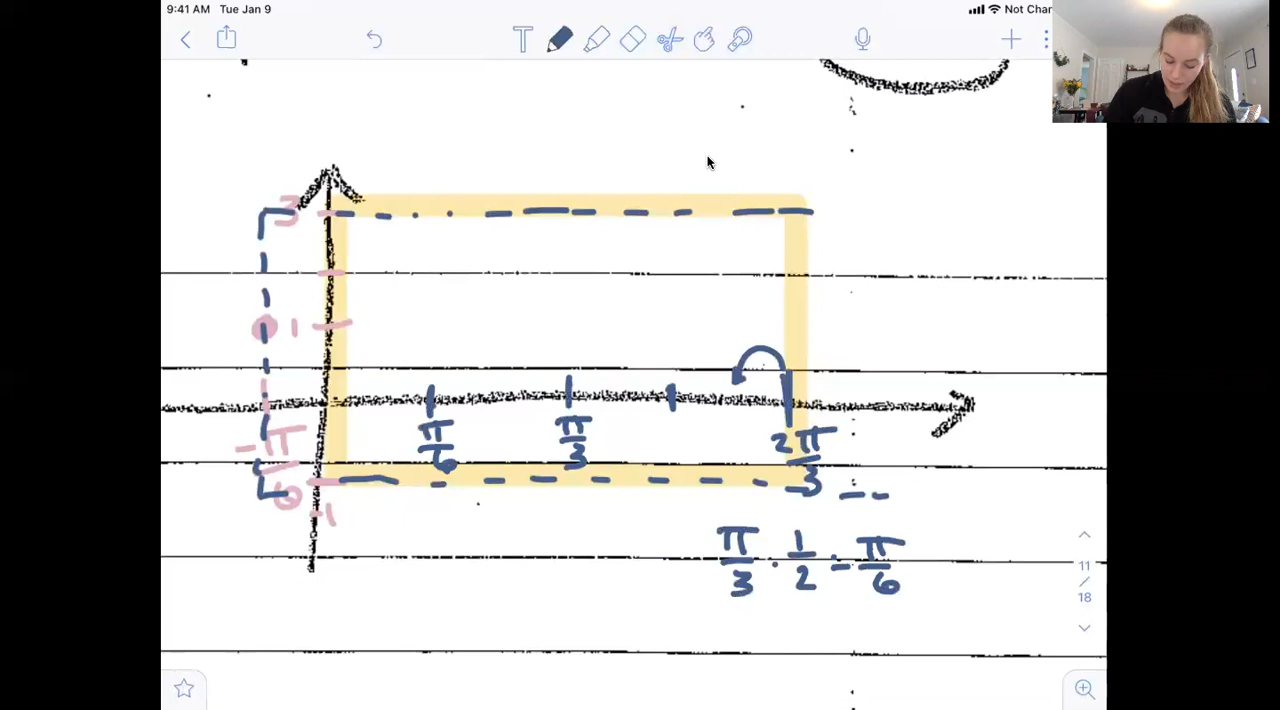 9:41 AM Tue Jan 9
Not Char
T
3
1
-π/6
-1
π/6
π/3
2π/3
π/3 · 1/2 = π/6
11
/
18